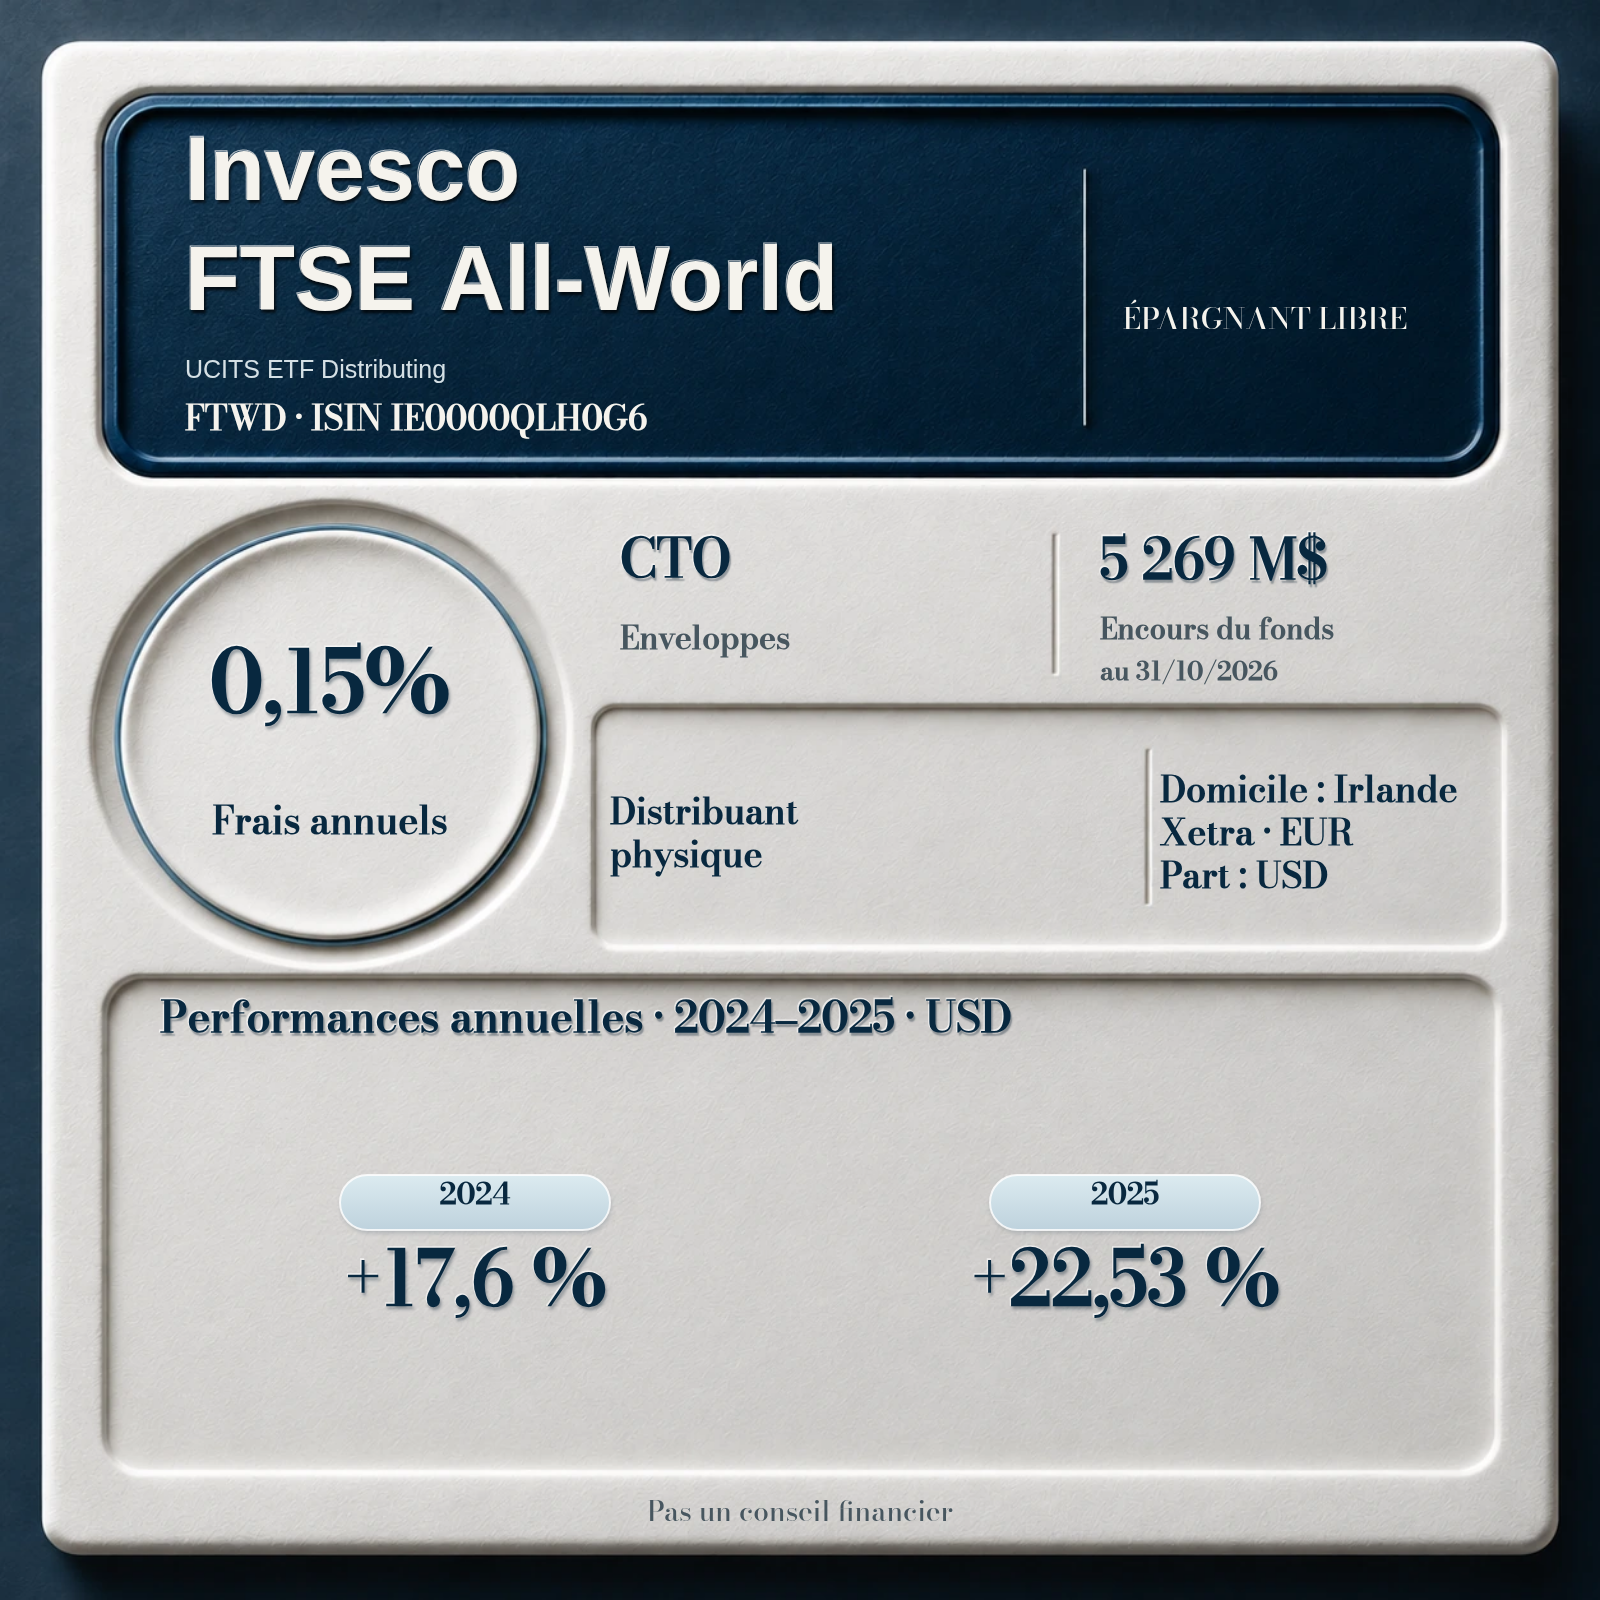 Invesco
FTSE All-World
UCITS ETF Distributing
FTWD · ISIN IE0000QLH0G6
ÉPARGNANT LIBRE
0,15%
Frais annuels
CTO
Enveloppes
5 269 M$
Encours du fonds
au 31/10/2026
Distribuant
physique
Domicile : Irlande
Xetra · EUR
Part : USD
Performances annuelles · 2024–2025 · USD
2024
+17,6 %
2025
+22,53 %
Pas un conseil financier